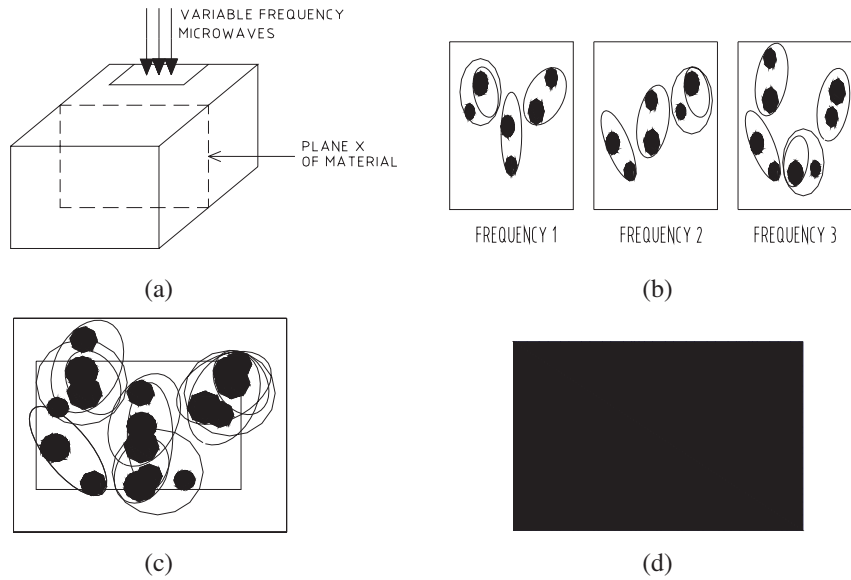 VARIABLE FREQUENCY
MICROWAVES
PLANE X
OF MATERIAL
(a)
FREQUENCY 1
FREQUENCY 2
FREQUENCY 3
(b)
(c)
(d)